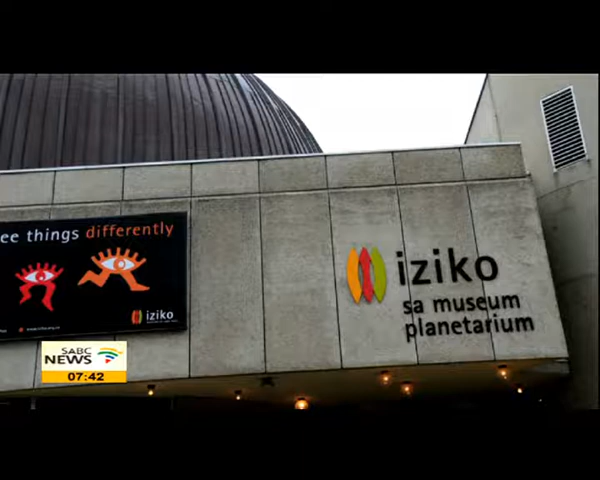 ee things differently
iziko
iziko
sa museum
planetarium
SABC
NEWS
07:42